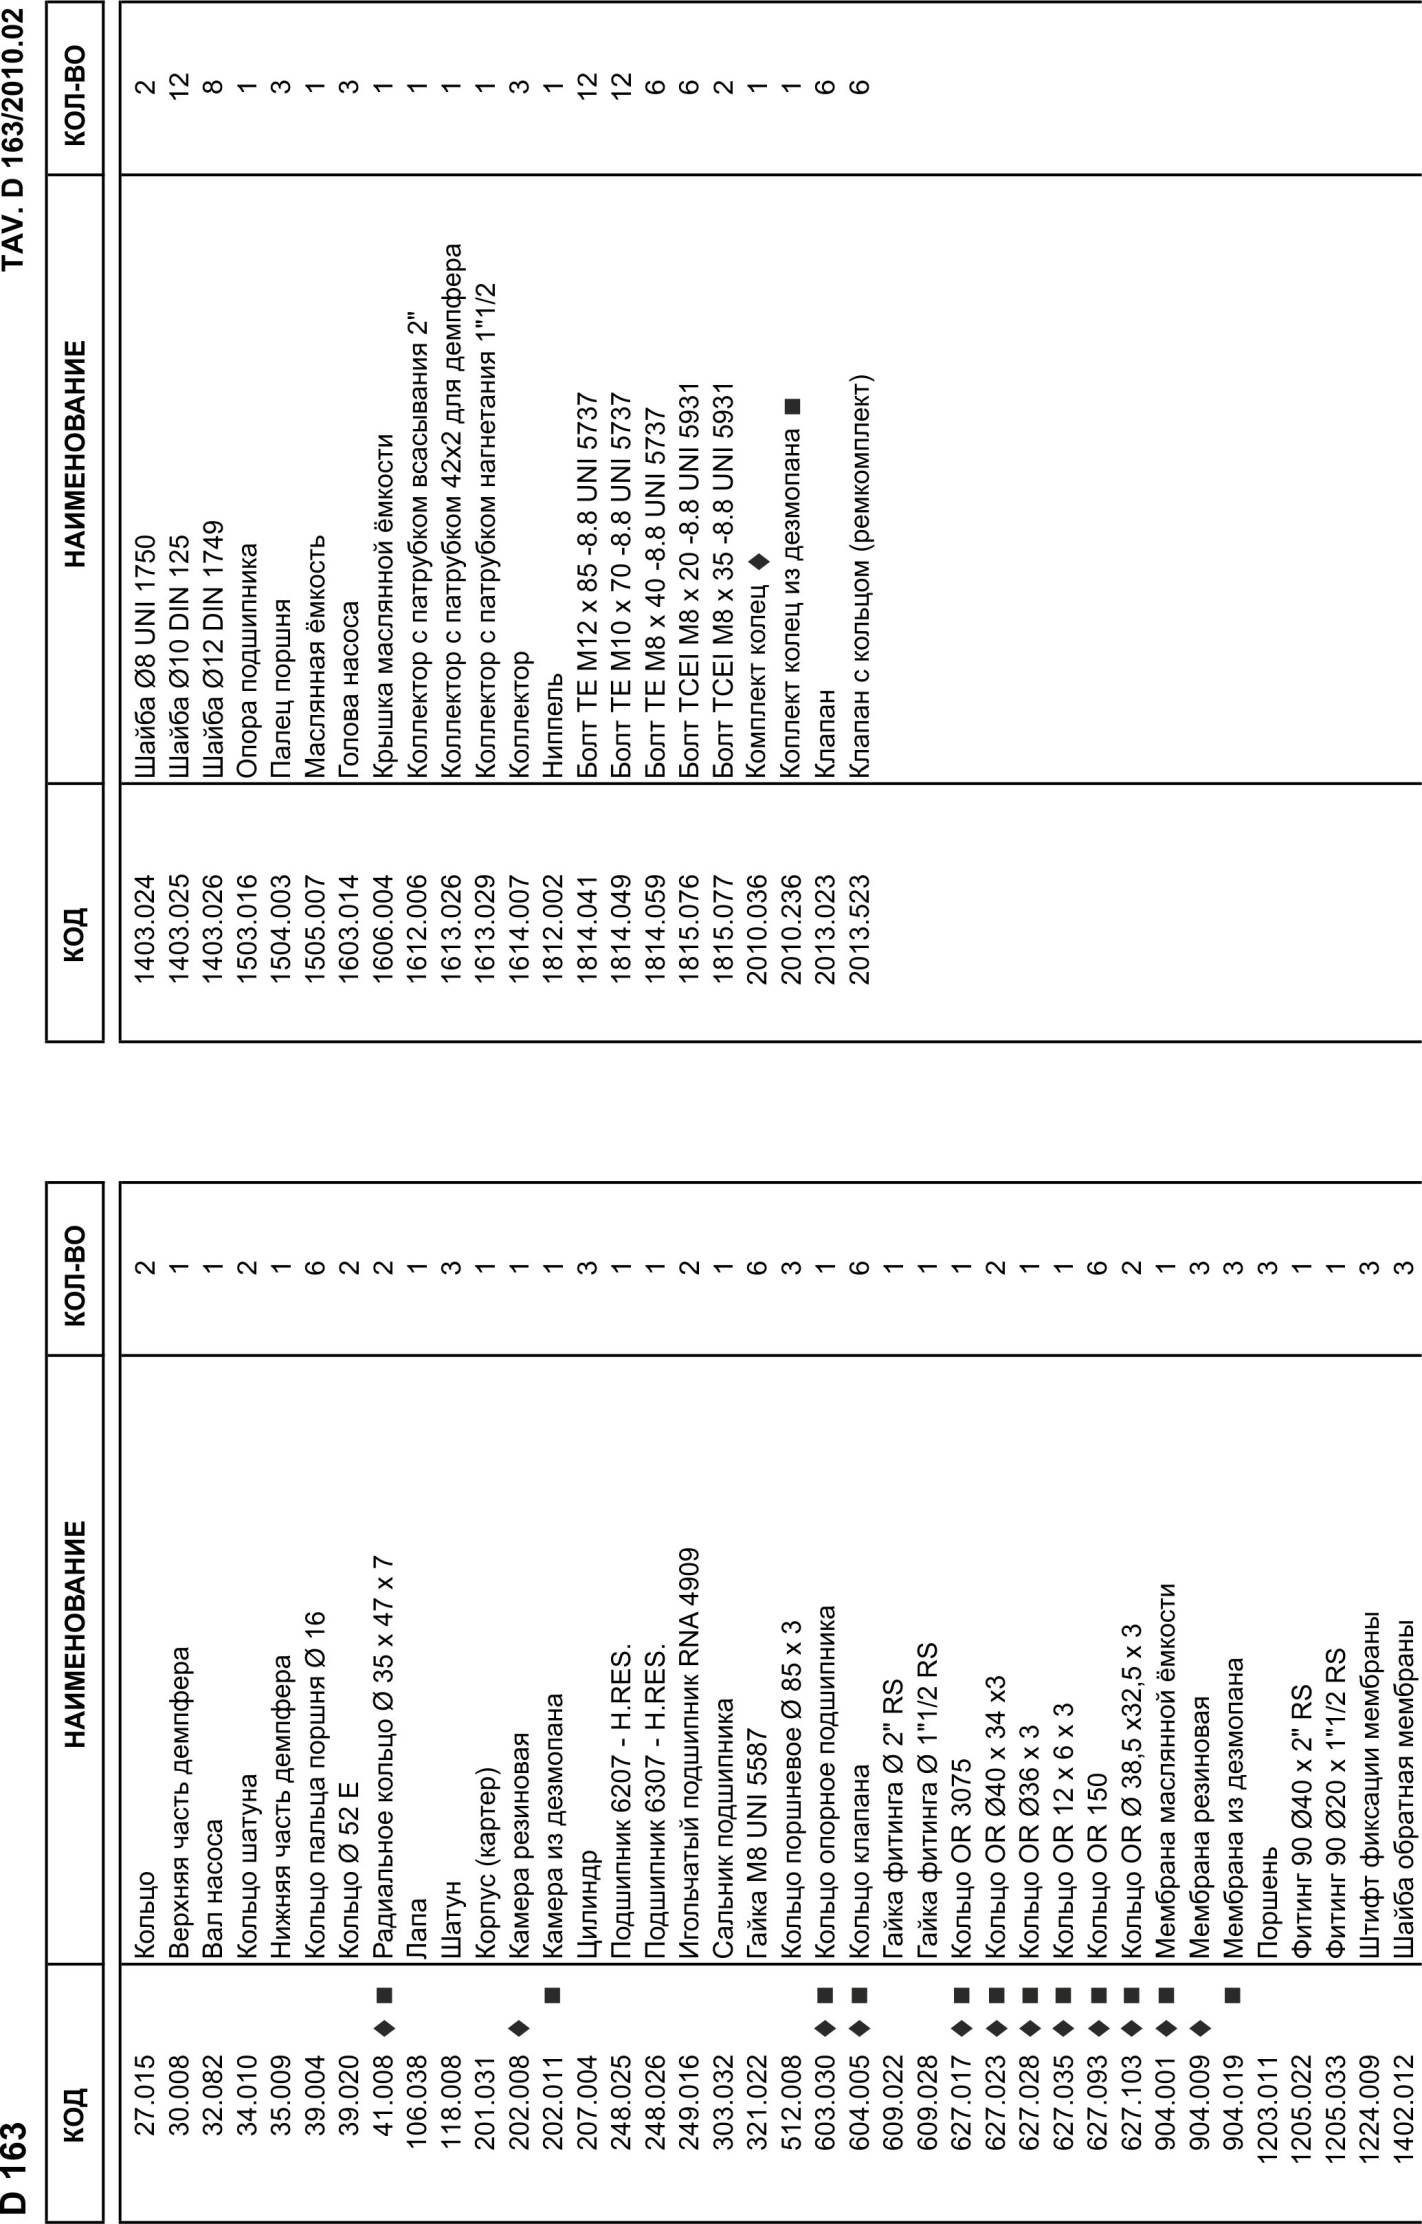 D 163 TAV. D 163/2010.02
КОД НАИМЕНОВАНИЕ КОЛ-ВО
27.015 Кольцо 2
30.008 Верхняя часть демпфера 1
32.082 Вал насоса 1
34.010 Кольцо шатуна 2
35.009 Нижняя часть демпфера 1
39.004 Кольцо пальца поршня Ø 16 6
39.020 Кольцо Ø 52 E 2
41.008 ♦ ■ Радиальное кольцо Ø 35 x 47 x 7 2
106.038 Лапа 1
118.008 Шатун 3
201.031 Корпус (картер) 1
202.008 ♦ Камера резиновая 1
202.011 ■ Камера из дезмопана 1
207.004 Цилиндр 3
248.025 Подшипник 6207 - H.RES. 1
248.026 Подшипник 6307 - H.RES. 1
249.016 Игольчатый подшипник RNA 4909 2
303.032 Сальник подшипника 1
321.022 Гайка M8 UNI 5587 6
512.008 Кольцо поршневое Ø 85 x 3 3
603.030 ♦ ■ Кольцо опорное подшипника 1
604.005 ♦ ■ Кольцо клапана 6
609.022 Гайка фитинга Ø 2" RS 1
609.028 Гайка фитинга Ø 1"1/2 RS 1
627.017 ♦ ■ Кольцо OR 3075 1
627.023 ♦ ■ Кольцо OR Ø40 x 34 x3 2
627.028 ♦ ■ Кольцо OR Ø36 x 3 1
627.035 ♦ ■ Кольцо OR 12 x 6 x 3 1
627.093 ♦ ■ Кольцо OR 150 6
627.103 ♦ ■ Кольцо OR Ø 38,5 x32,5 x 3 2
904.001 ♦ ■ Мембрана маслянной ёмкости 1
904.009 ♦ Мембрана резиновая 3
904.019 ■ Мембрана из дезмопана 3
1203.011 Поршень 3
1205.022 Фитинг 90 Ø40 x 2" RS 1
1205.033 Фитинг 90 Ø20 x 1"1/2 RS 1
1224.009 Штифт фиксации мембраны 3
1402.012 Шайба обратная мембраны 3
КОД НАИМЕНОВАНИЕ КОЛ-ВО
1403.024 Шайба Ø8 UNI 1750 2
1403.025 Шайба Ø10 DIN 125 12
1403.026 Шайба Ø12 DIN 1749 8
1503.016 Опора подшипника 1
1504.003 Палец поршня 3
1505.007 Маслянная ёмкость 1
1603.014 Голова насоса 3
1606.004 Крышка маслянной ёмкости 1
1612.006 Коллектор с патрубком всасывания 2" 1
1613.026 Коллектор с патрубком 42x2 для демпфера 1
1613.029 Коллектор с патрубком нагнетания 1"1/2 1
1614.007 Коллектор 3
1812.002 Ниппель 1
1814.041 Болт TE M12 x 85 -8.8 UNI 5737 12
1814.049 Болт TE M10 x 70 -8.8 UNI 5737 12
1814.059 Болт TE M8 x 40 -8.8 UNI 5737 6
1815.076 Болт TCEI M8 x 20 -8.8 UNI 5931 6
1815.077 Болт TCEI M8 x 35 -8.8 UNI 5931 2
2010.036 Комплект колец ♦ 1
2010.236 Коплект колец из дезмопана ■ 1
2013.023 Клапан 6
2013.523 Клапан с кольцом (ремкомплект) 6